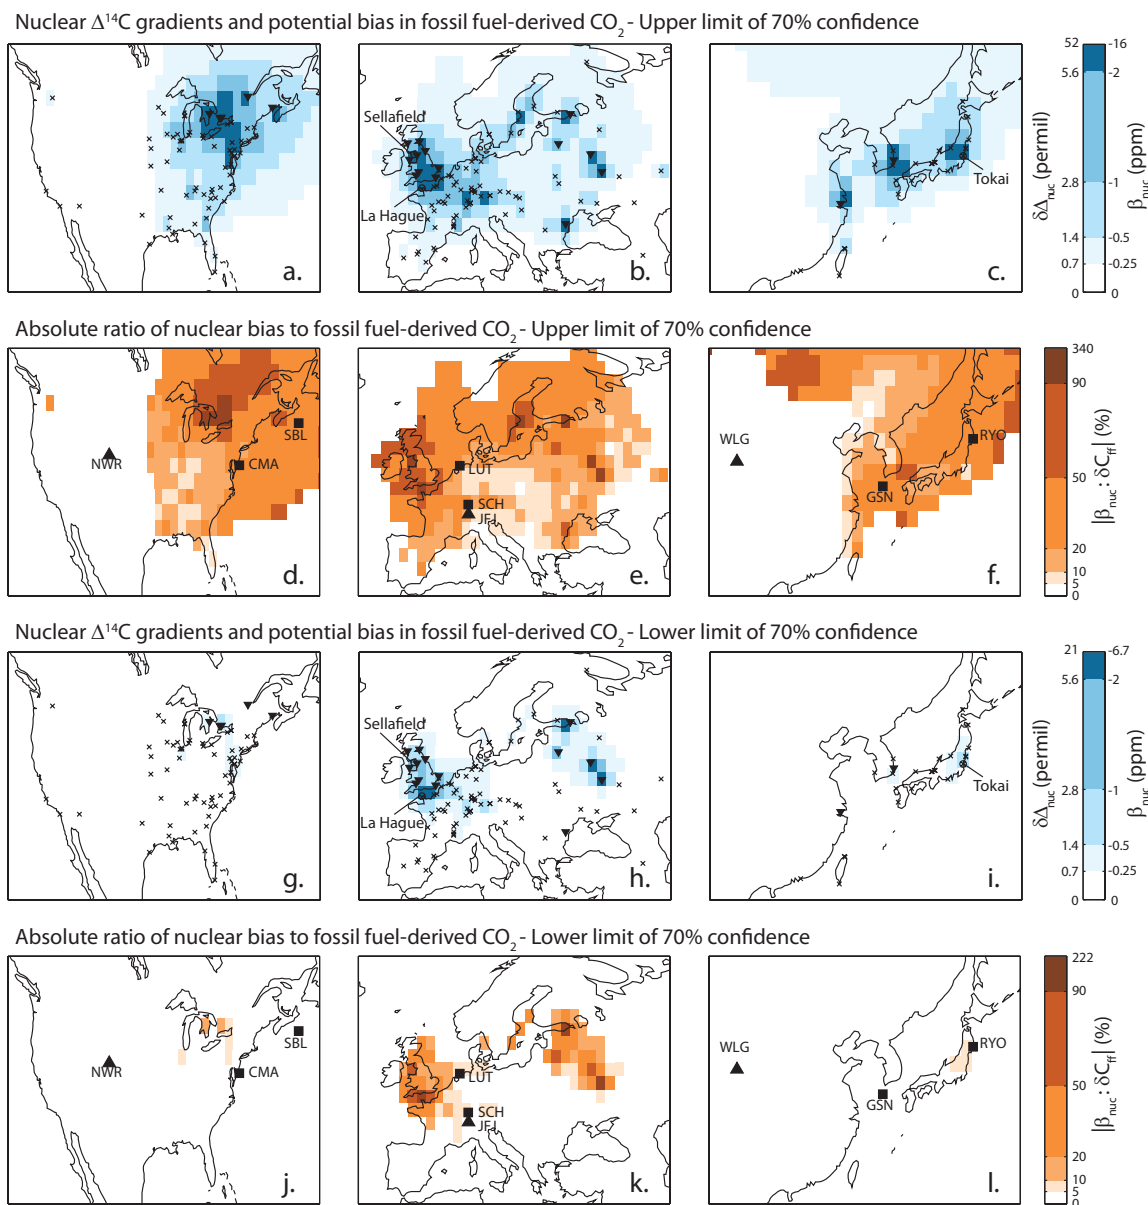 Nuclear Δ¹⁴C gradients and potential bias in fossil fuel-derived CO₂ - Upper limit of 70% confidence
a.
Sellafield
La Hague
b.
Tokai
c.
52
5.6
2.8
1.4
0.7
0
δΔnuc (permil)
-16
-2
-1
-0.5
-0.25
0
βnuc (ppm)
Absolute ratio of nuclear bias to fossil fuel-derived CO₂ - Upper limit of 70% confidence
NWR
SBL
CMA
d.
LUT
SCH
JFJ
e.
WLG
RYO
GSN
f.
340
90
50
20
10
5
0
|βnuc : δCff| (%)
Nuclear Δ¹⁴C gradients and potential bias in fossil fuel-derived CO₂ - Lower limit of 70% confidence
g.
Sellafield
La Hague
h.
Tokai
i.
21
5.6
2.8
1.4
0.7
0
δΔnuc (permil)
-6.7
-2
-1
-0.5
-0.25
0
βnuc (ppm)
Absolute ratio of nuclear bias to fossil fuel-derived CO₂ - Lower limit of 70% confidence
NWR
SBL
CMA
j.
LUT
SCH
JFJ
k.
WLG
RYO
GSN
l.
222
90
50
20
10
5
0
|βnuc : δCff| (%)